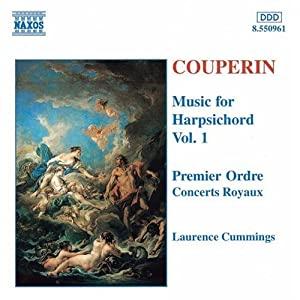 NAXOS
DDD
8.550961
COUPERIN
Music for
Harpsichord
Vol. 1
Premier Ordre
Concerts Royaux
Laurence Cummings